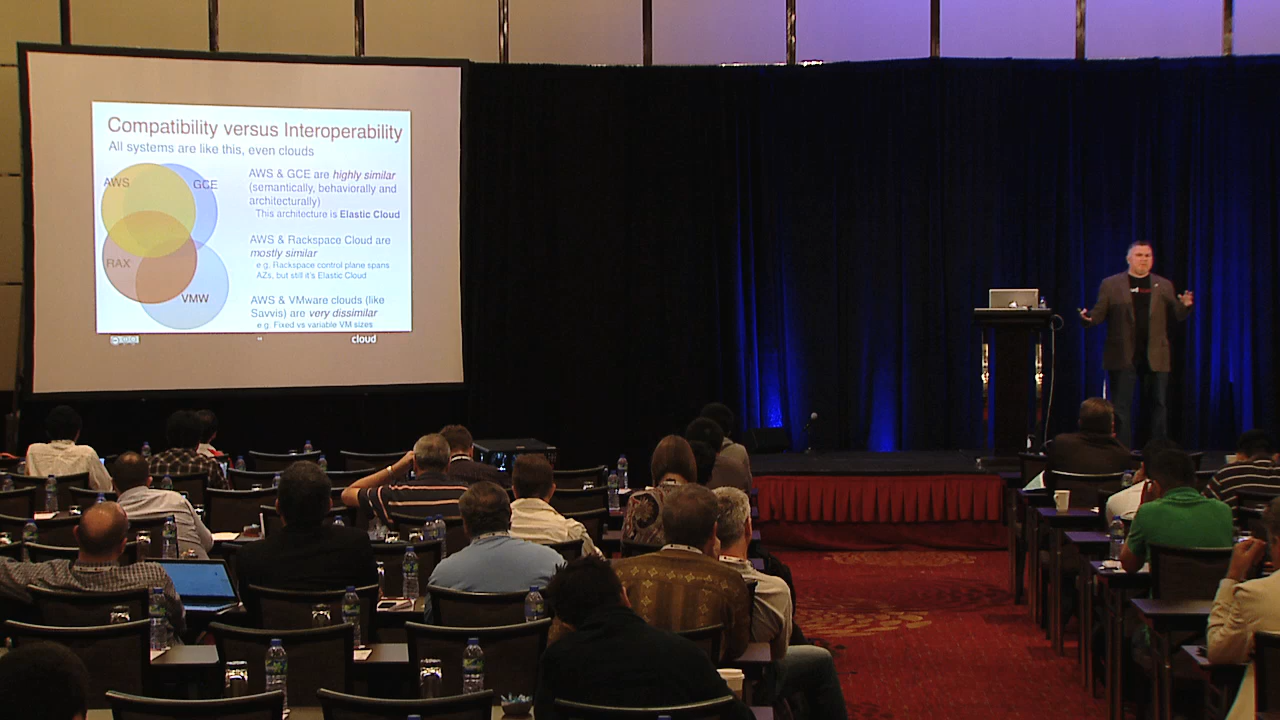 Compatibility versus Interoperability
All systems are like this, even clouds
AWS
GCE
RAX
VMW
AWS & GCE are highly similar
(semantically, behaviorally and
architecturally)
This architecture is Elastic Cloud
AWS & Rackspace Cloud are
mostly similar
e.g. Rackspace control plane spans
AZs, but still it's Elastic Cloud
AWS & VMware clouds (like
Savvis) are very dissimilar
e.g. Fixed vs variable VM sizes
cloud